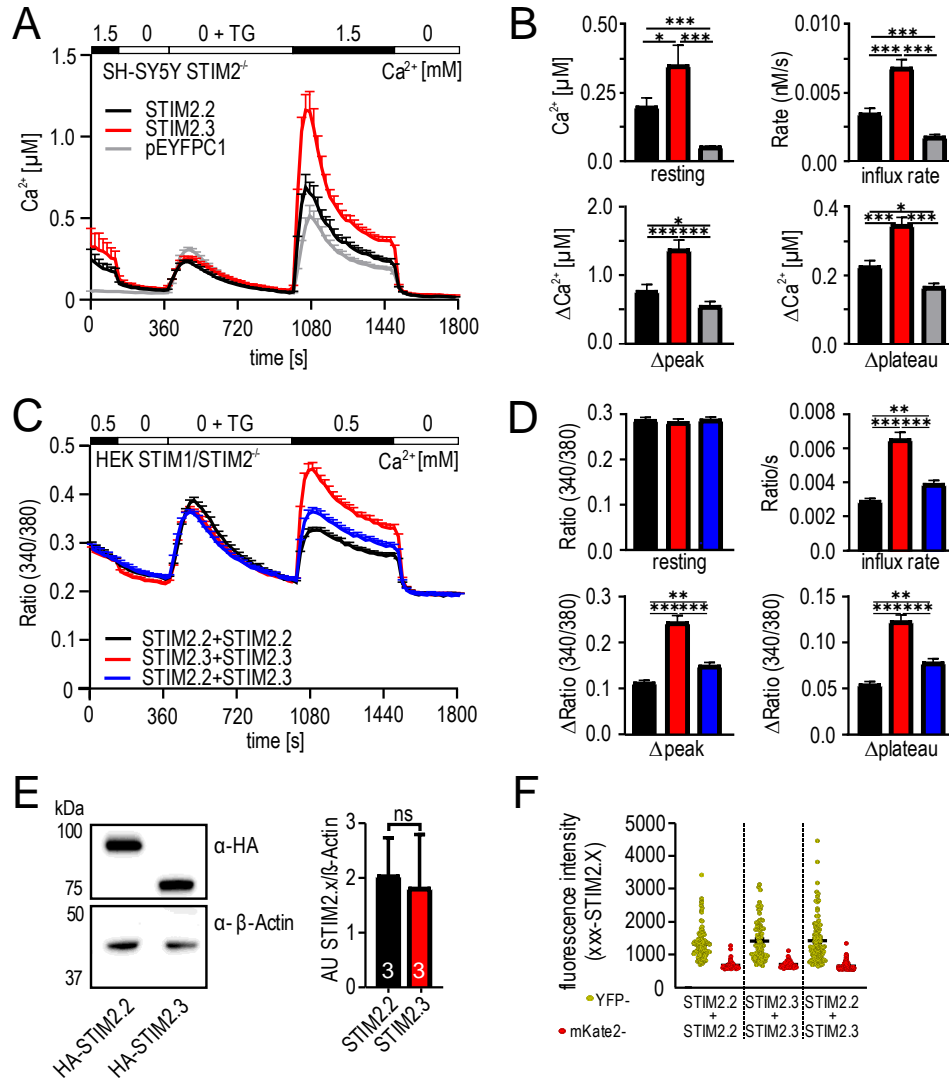 A
1.5 0 0 + TG 1.5 0
SH-SY5Y STIM2-/- Ca²⁺ [mM]
STIM2.2
STIM2.3
pEYFPC1
Ca²⁺ [µM]
1.5
1.0
0.5
0
0 360 720 1080 1440 1800
time [s]
B
Ca²⁺ [µM]
0.50
0.25
0.00
***
* ***
resting
Rate (nM/s)
0.010
0.005
0.000
***
*** ***
influx rate
ΔCa²⁺ [µM]
2.0
1.0
0.0
*
******
Δpeak
ΔCa²⁺ [µM]
0.4
0.2
0.0
*
*** ***
Δplateau
C
0.5 0 0 + TG 0.5 0
HEK STIM1/STIM2-/- Ca²⁺ [mM]
Ratio (340/380)
0.5
0.4
0.3
0.2
0.1
0
STIM2.2+STIM2.2
STIM2.3+STIM2.3
STIM2.2+STIM2.3
0 360 720 1080 1440 1800
time [s]
D
Ratio (340/380)
0.3
0.2
0.1
0.0
resting
Ratio/s
0.008
0.006
0.004
0.002
0.000
**
******
influx rate
ΔRatio (340/380)
0.3
0.2
0.1
0.0
**
******
Δpeak
ΔRatio (340/380)
0.15
0.10
0.05
0.00
**
******
Δplateau
E
kDa
100
75
50
37
α-HA
α- β-Actin
HA-STIM2.2
HA-STIM2.3
AU STIM2.x/ß-Actin
3
2
1
0
ns
3 3
STIM2.2
STIM2.3
F
fluorescence intensity
(xxx-STIM2.X)
5000
4000
3000
2000
1000
0
YFP-
mKate2-
STIM2.2 STIM2.3 STIM2.2
+ + +
STIM2.2 STIM2.3 STIM2.3